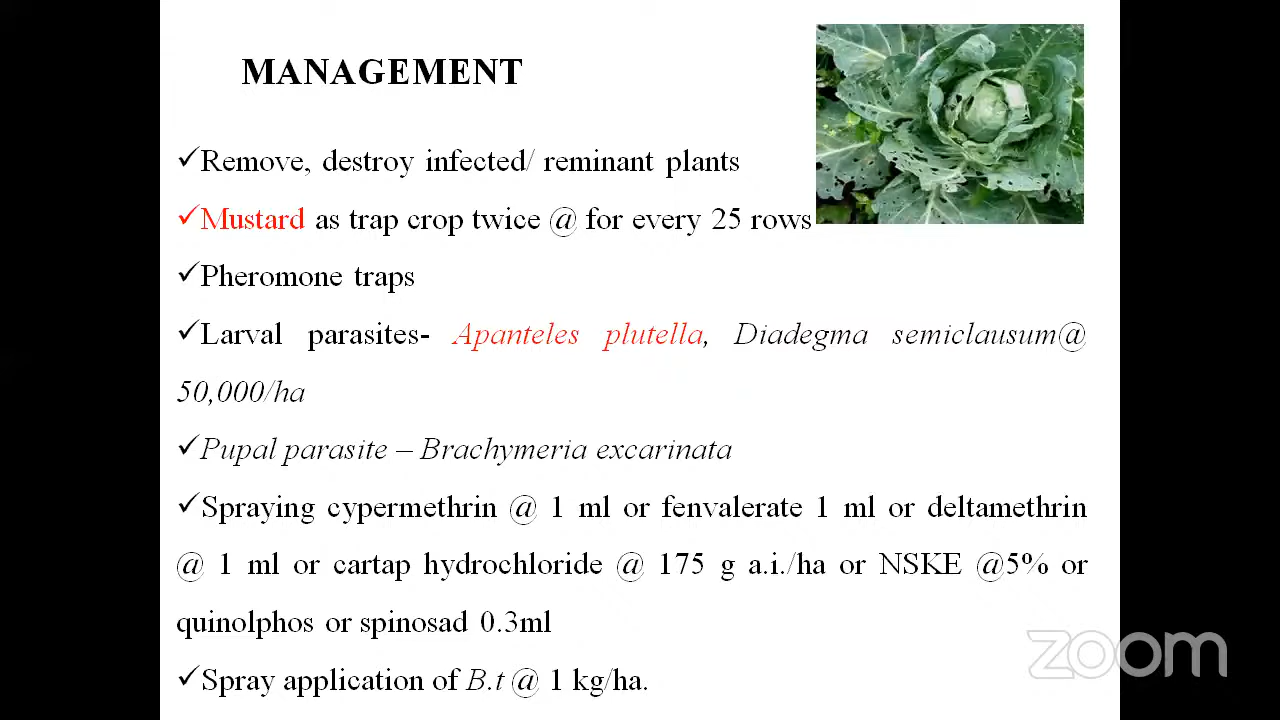 MANAGEMENT
✓Remove, destroy infected/ reminant plants
✓Mustard as trap crop twice @ for every 25 rows
✓Pheromone traps
✓Larval parasites- Apanteles plutella, Diadegma semiclausum@
50,000/ha
✓Pupal parasite – Brachymeria excarinata
✓Spraying cypermethrin @ 1 ml or fenvalerate 1 ml or deltamethrin
@ 1 ml or cartap hydrochloride @ 175 g a.i./ha or NSKE @5% or
quinolphos or spinosad 0.3ml
✓Spray application of B.t @ 1 kg/ha.
zoom